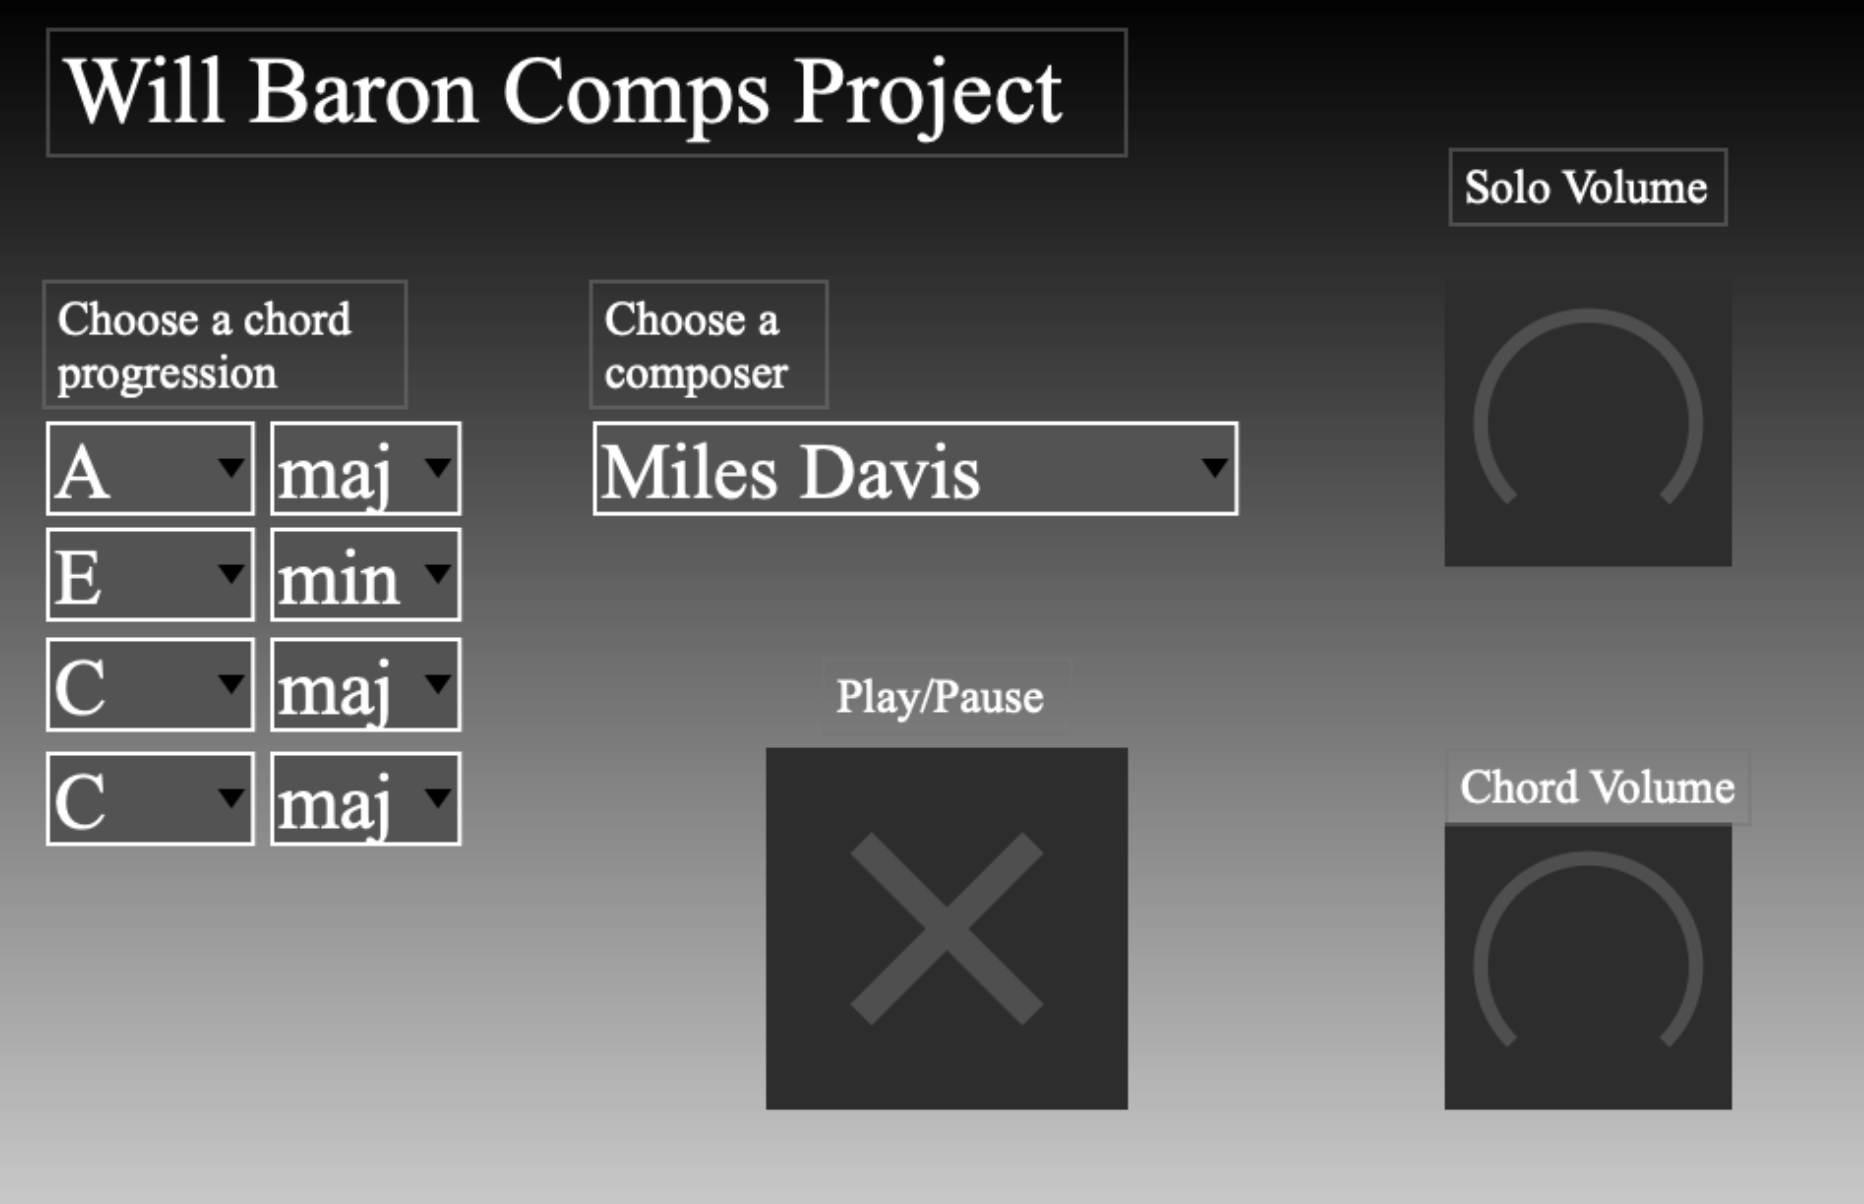 Will Baron Comps Project
Solo Volume
Choose a chord
progression
Choose a
composer
A maj
Miles Davis
E min
C maj
C maj
Play/Pause
Chord Volume